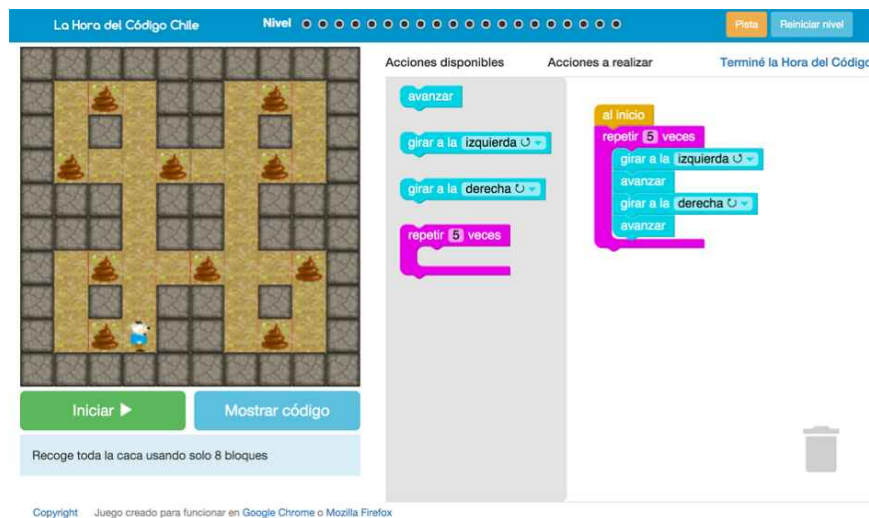 La Hora del Código Chile
Nivel
Pista
Reiniciar nivel
Acciones disponibles
Acciones a realizar
Terminé la Hora del Código
avanzar
girar a la izquierda
girar a la derecha
repetir 5 veces
al inicio
repetir 5 veces
girar a la izquierda
avanzar
girar a la derecha
avanzar
Iniciar
Mostrar código
Recoge toda la caca usando solo 8 bloques
Copyright Juego creado para funcionar en Google Chrome o Mozilla Firefox